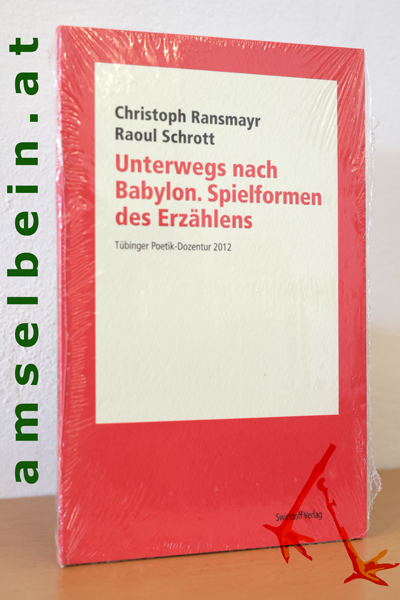 amselbein.at
Christoph Ransmayr
Raoul Schrott
Unterwegs nach
Babylon. Spielformen
des Erzählens
Tübinger Poetik-Dozentur 2012
Swiridoff Verlag